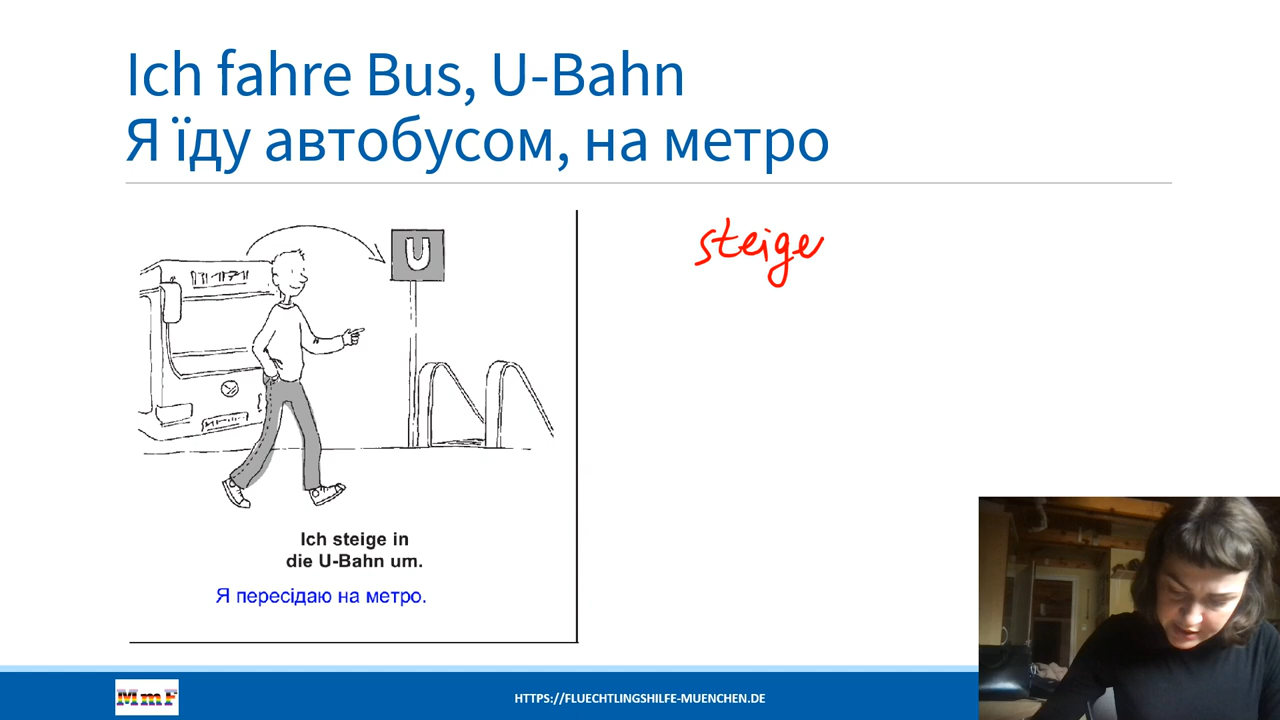 Ich fahre Bus, U-Bahn
Я їду автобусом, на метро
steige
U
Ich steige in
die U-Bahn um.
Я пересідаю на метро.
MmF
HTTPS://FLUECHTLINGSHILFE-MUENCHEN.DE